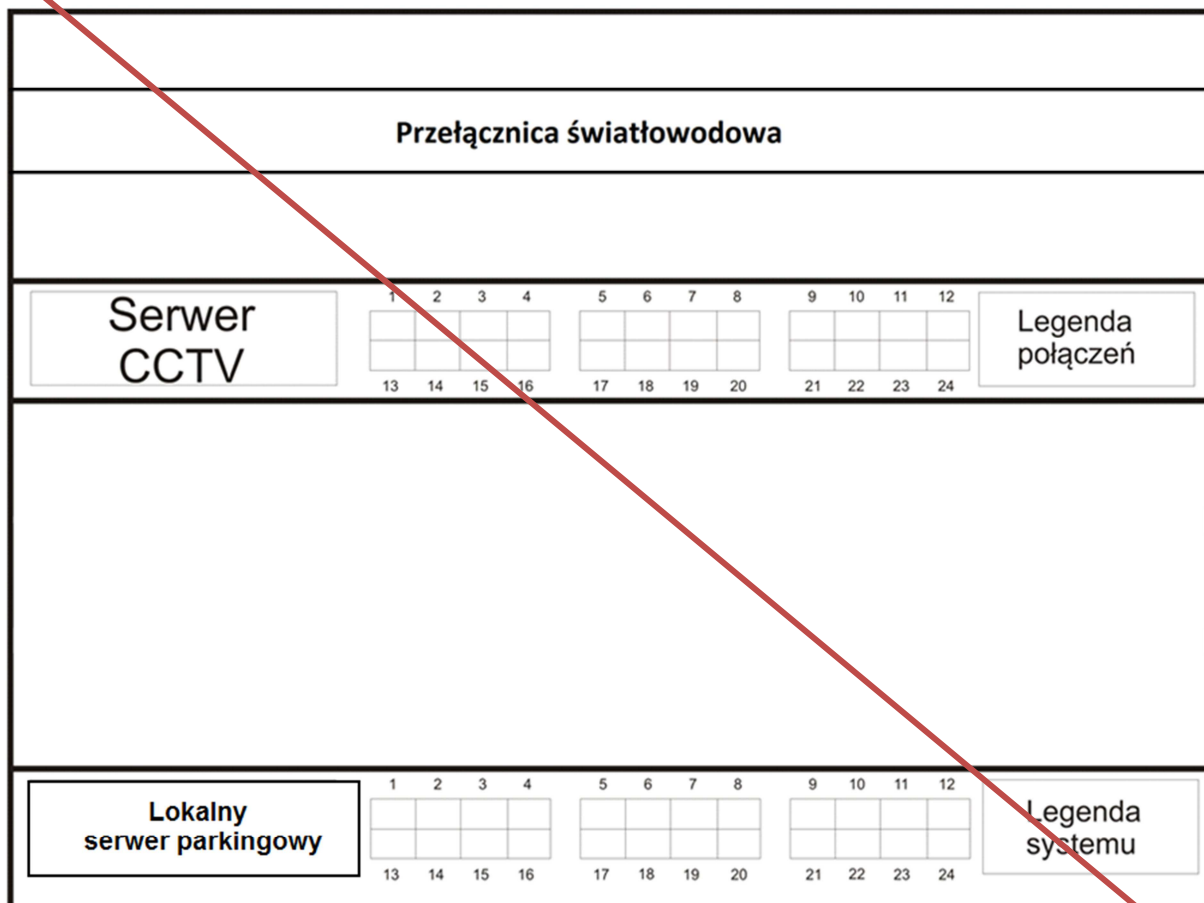 Przełącznica światłowodowa
Serwer
CCTV
1 2 3 4 5 6 7 8 9 10 11 12
13 14 15 16 17 18 19 20 21 22 23 24
Legenda
połączeń
Lokalny
serwer parkingowy
1 2 3 4 5 6 7 8 9 10 11 12
13 14 15 16 17 18 19 20 21 22 23 24
Legenda
systemu